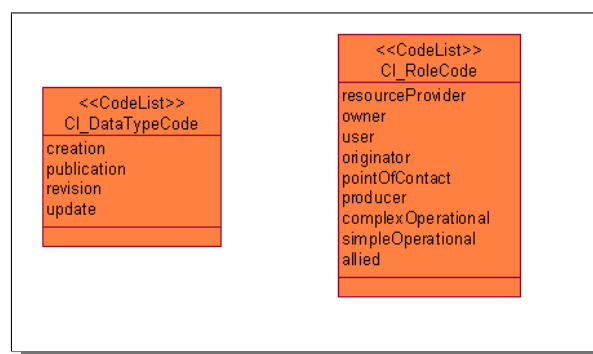 <<CodeList>>
CI_DataTypeCode
creation
publication
revision
update
<<CodeList>>
CI_RoleCode
resourceProvider
owner
user
originator
pointOfContact
producer
complexOperational
simpleOperational
allied